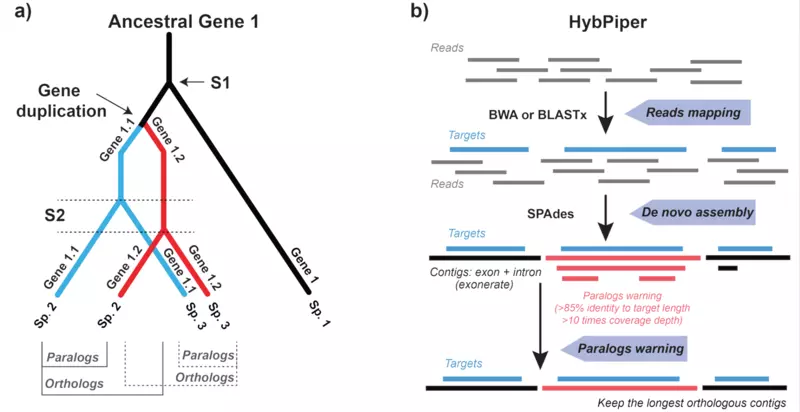 a)
Ancestral Gene 1
S1
Gene
duplication
Gene 1.1
Gene 1.2
S2
Gene 1.1
Gene 1.2
Gene 1.1
Gene 1.2
Gene 1
Sp. 2
Sp. 2
Sp. 3
Sp. 3
Sp. 1
Paralogs
Paralogs
Orthologs
Orthologs
b)
HybPiper
Reads
BWA or BLASTx
Reads mapping
Targets
Reads
SPAdes
De novo assembly
Targets
Contigs: exon + intron
(exonerate)
Paralogs warning
(>85% identity to target length
>10 times coverage depth)
Paralogs warning
Targets
Keep the longest orthologous contigs